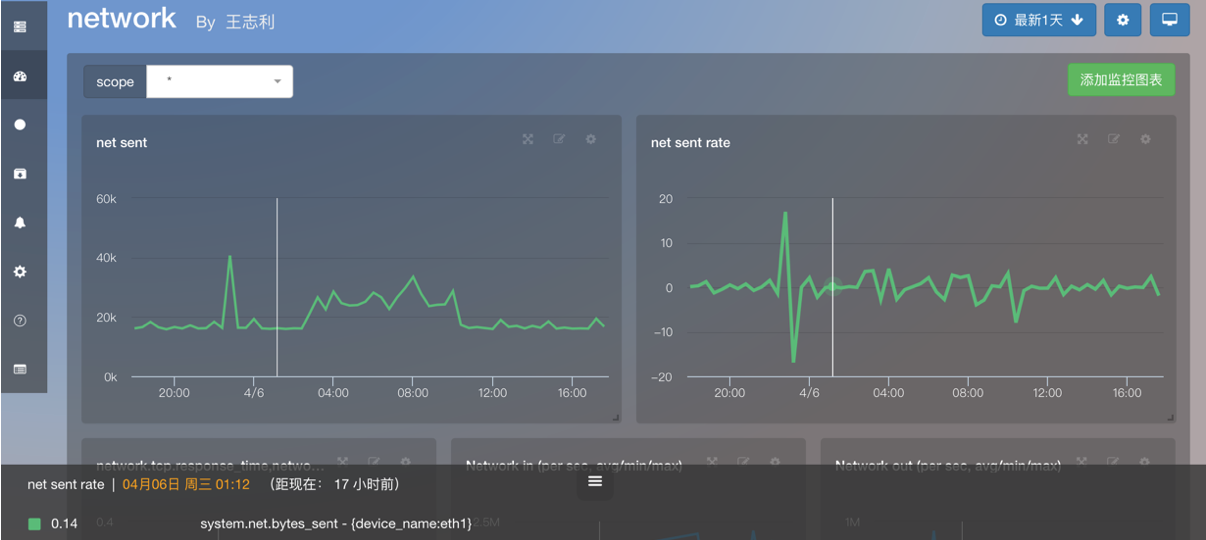 network By 王志利
最新1天
scope *
添加监控图表
net sent
60k
40k
20k
0k
20:00 4/6 04:00 08:00 12:00 16:00
net sent rate
20
10
0
−10
−20
20:00 4/6 04:00 08:00 12:00 16:00
network.tcp.response_time,netwo...
Network in (per sec, avg/min/max)
Network out (per sec, avg/min/max)
net sent rate | 04月06日 周三 01:12 (距现在： 17 小时前)
0.14 system.net.bytes_sent - {device_name:eth1}
0.4
2.5M
1M